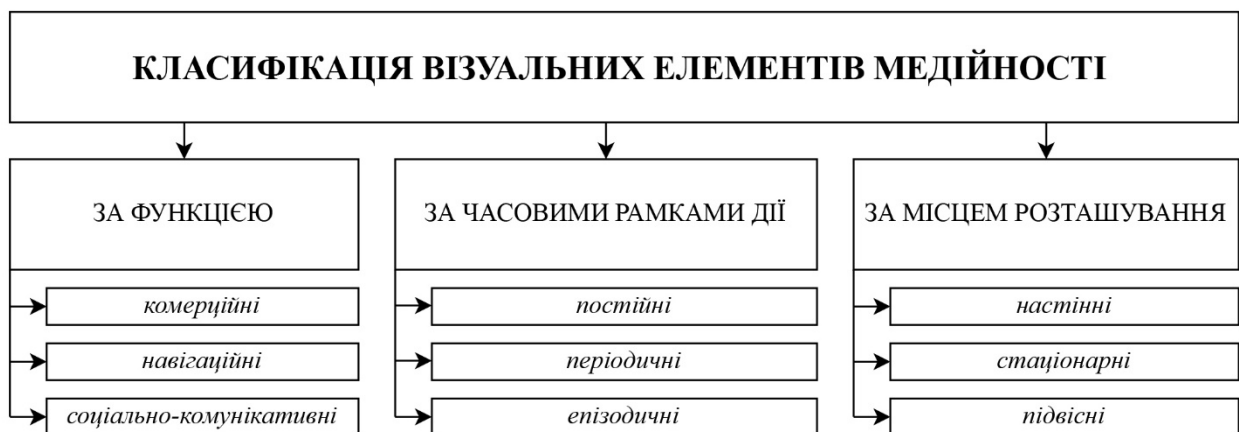 КЛАСИФІКАЦІЯ ВІЗУАЛЬНИХ ЕЛЕМЕНТІВ МЕДІЙНОСТІ
ЗА ФУНКЦІЄЮ
комерційні
навігаційні
соціально-комунікативні
ЗА ЧАСОВИМИ РАМКАМИ ДІЇ
постійні
періодичні
епізодичні
ЗА МІСЦЕМ РОЗТАШУВАННЯ
настінні
стаціонарні
підвісні